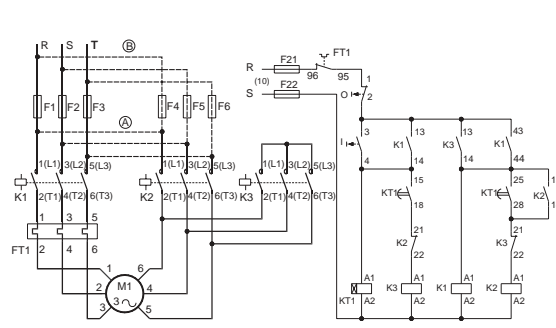 R S T B
F1 F2 F3 F4 F5 F6
A
1(L1) 3(L2) 5(L3) 1(L1) 3(L2) 5(L3) 1(L1) 3(L2) 5(L3)
K1 2(T1) 4(T2) 6(T3) K2 2(T1) 4(T2) 6(T3) K3 2(T1) 4(T2) 6(T3)
1 3 5
FT1 2 4 6
1 6
2 M1 3 4
3 5
R F21 FT1
96 95
(10) F22
S
1
O 2
3 13 13 43
I K1 K3 K1
4 14 14 44
15 25
KT1 KT1 K2
18 28
21 21
K2 K3
22 22
A1 A1 A1 A1
KT1 K3 K1 K2
A2 A2 A2 A2